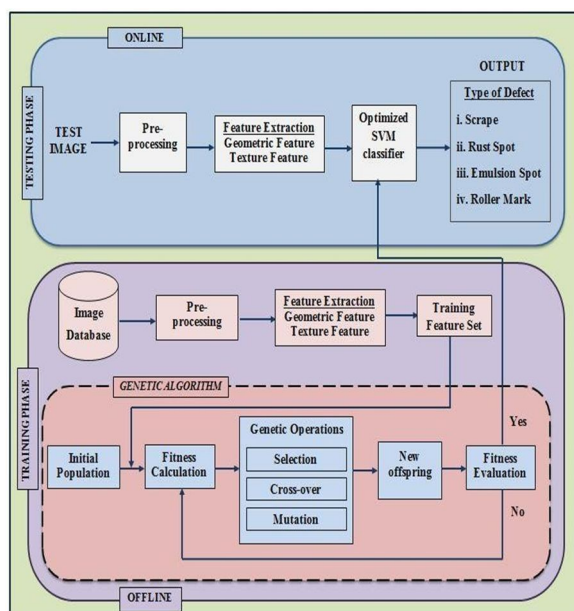 ONLINE
TESTING PHASE
TEST
IMAGE
Pre-
processing
Feature Extraction
Geometric Feature
Texture Feature
Optimized
SVM
classifier
OUTPUT
Type of Defect
i. Scrape
ii. Rust Spot
iii. Emulsion Spot
iv. Roller Mark
TRAINING PHASE
Image
Database
Pre-
processing
Feature Extraction
Geometric Feature
Texture Feature
Training
Feature Set
GENETIC ALGORITHM
Initial
Population
Fitness
Calculation
Genetic Operations
Selection
Cross-over
Mutation
New
offspring
Fitness
Evaluation
Yes
No
OFFLINE